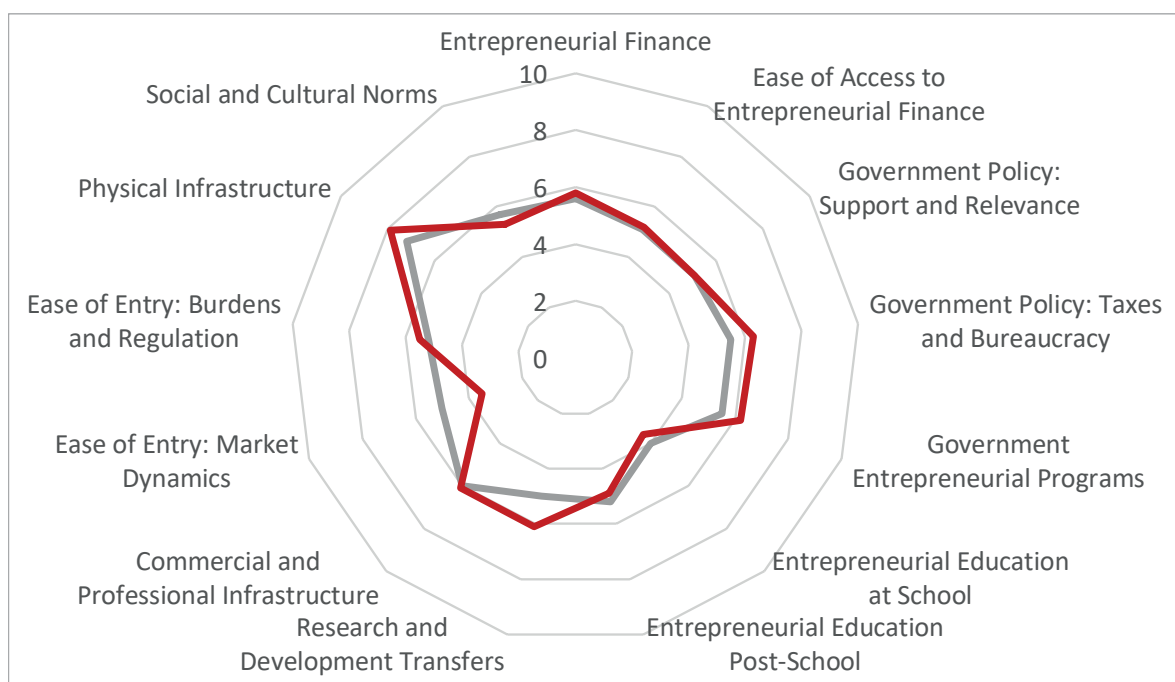 Entrepreneurial Finance
Ease of Access to
Entrepreneurial Finance
Government Policy:
Support and Relevance
Government Policy: Taxes
and Bureaucracy
Government
Entrepreneurial Programs
Entrepreneurial Education
at School
Entrepreneurial Education
Post-School
Research and
Development Transfers
Commercial and
Professional Infrastructure
Ease of Entry: Market
Dynamics
Ease of Entry: Burdens
and Regulation
Physical Infrastructure
Social and Cultural Norms
10
8
6
4
2
0